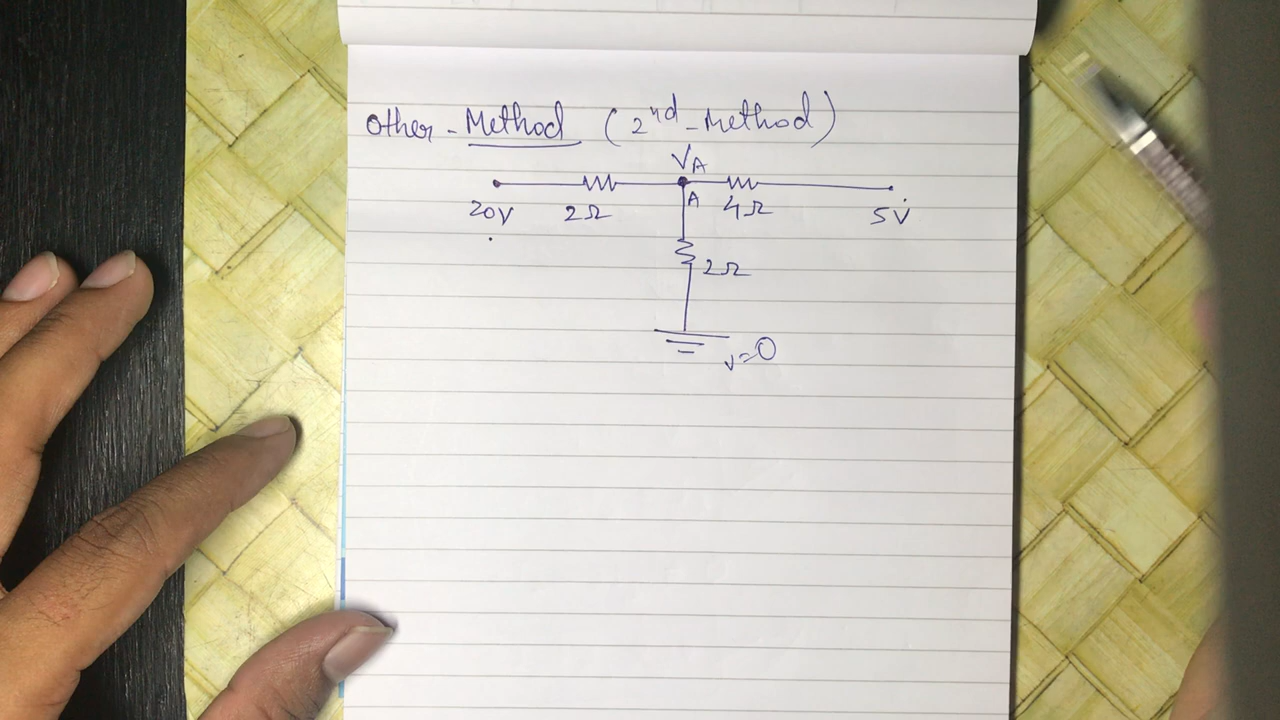 Other-Method (2nd-Method)
VA
20V 2Ω A 4Ω 5V
2Ω
v=0